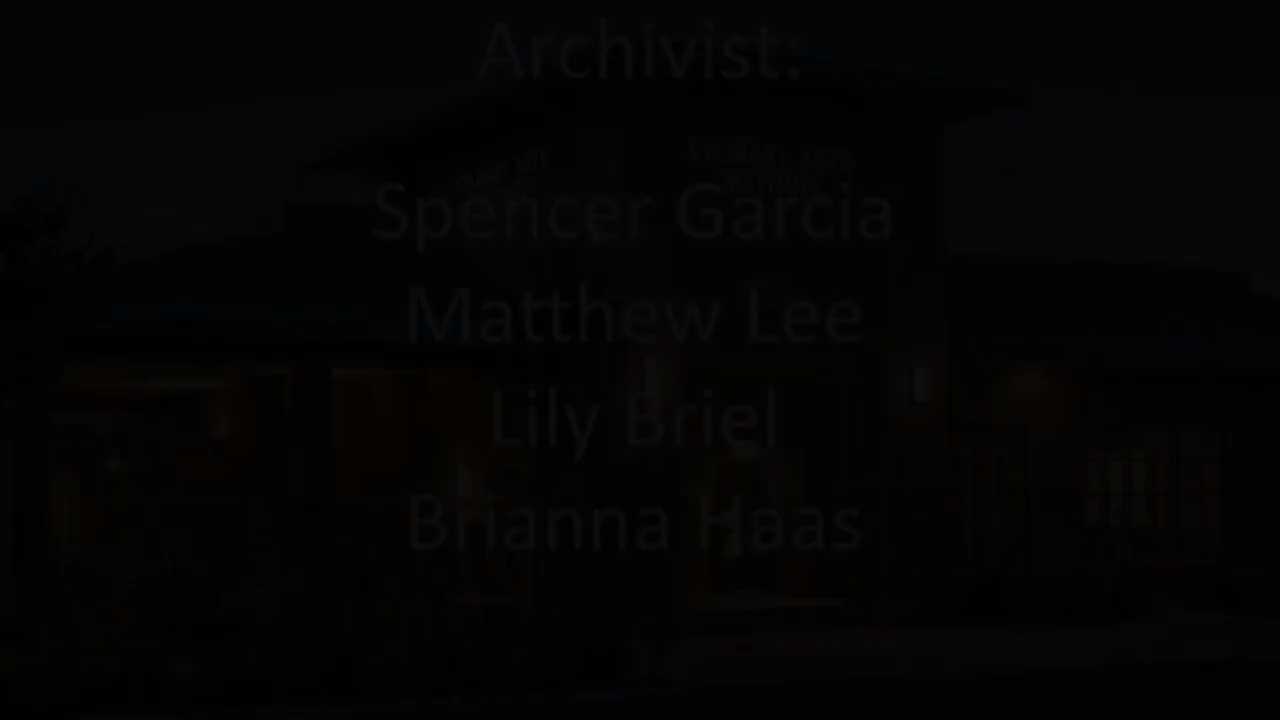 Archivist:
Spencer Garcia
Matthew Lee
Lily Briel
Brianna Haas